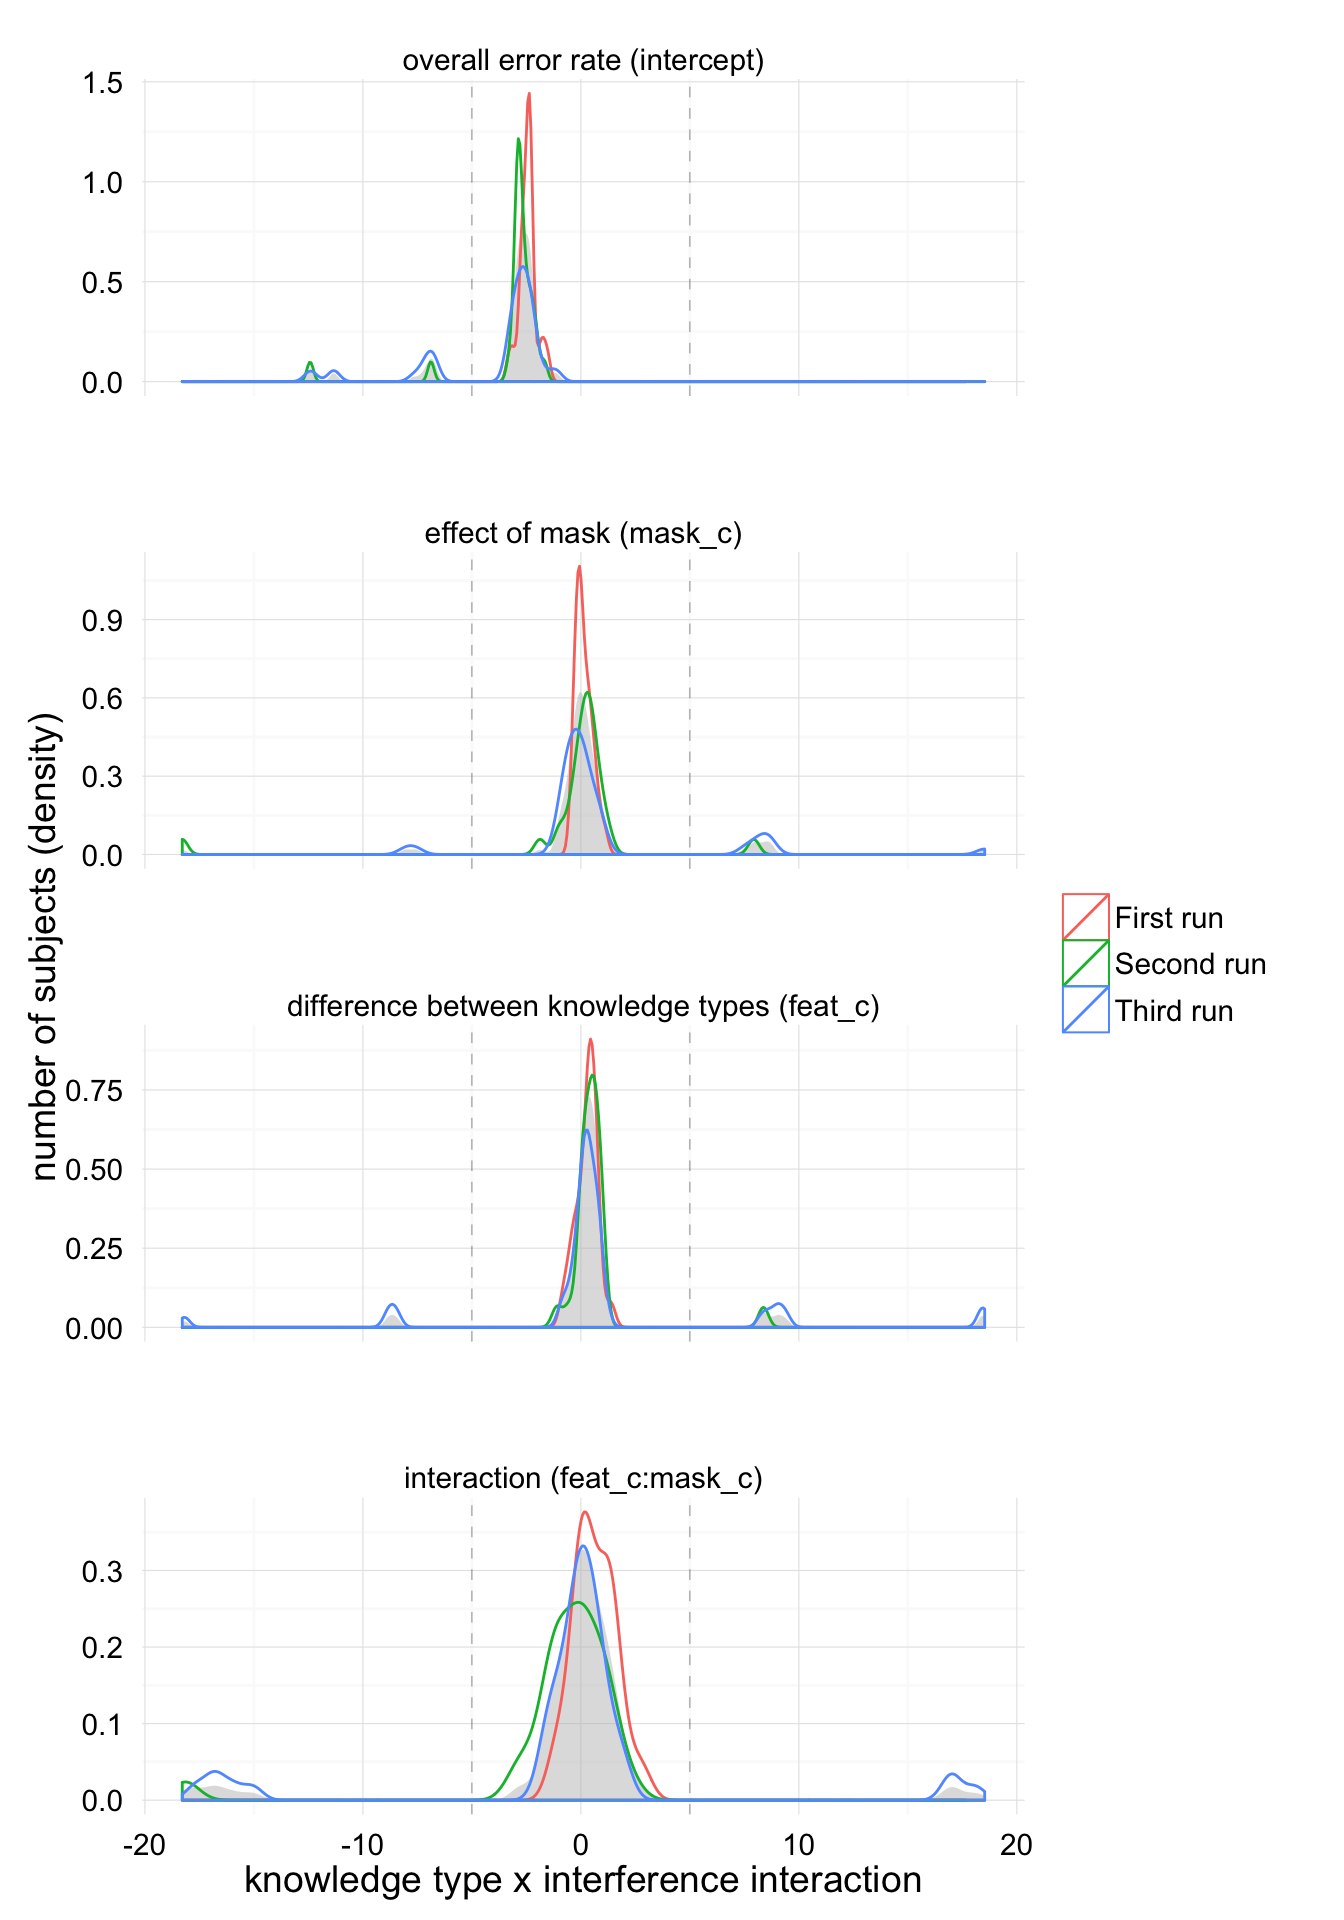 overall error rate (intercept)
1.5
1.0
0.5
0.0
effect of mask (mask_c)
0.9
0.6
0.3
0.0
difference between knowledge types (feat_c)
0.75
0.50
0.25
0.00
interaction (feat_c:mask_c)
0.3
0.2
0.1
0.0
-20 -10 0 10 20
knowledge type x interference interaction
number of subjects (density)
First run
Second run
Third run